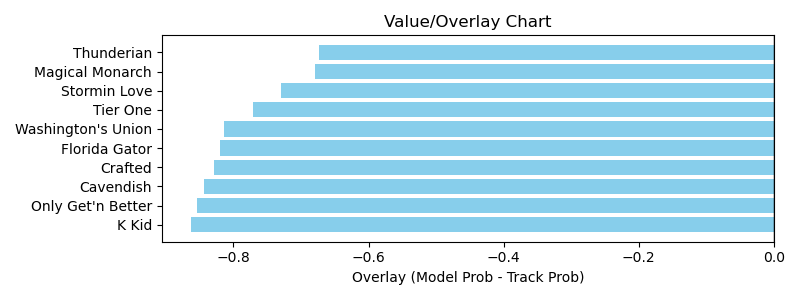 Value/Overlay Chart
Thunderian
Magical Monarch
Stormin Love
Tier One
Washington's Union
Florida Gator
Crafted
Cavendish
Only Get'n Better
K Kid
−0.8 −0.6 −0.4 −0.2 0.0
Overlay (Model Prob - Track Prob)